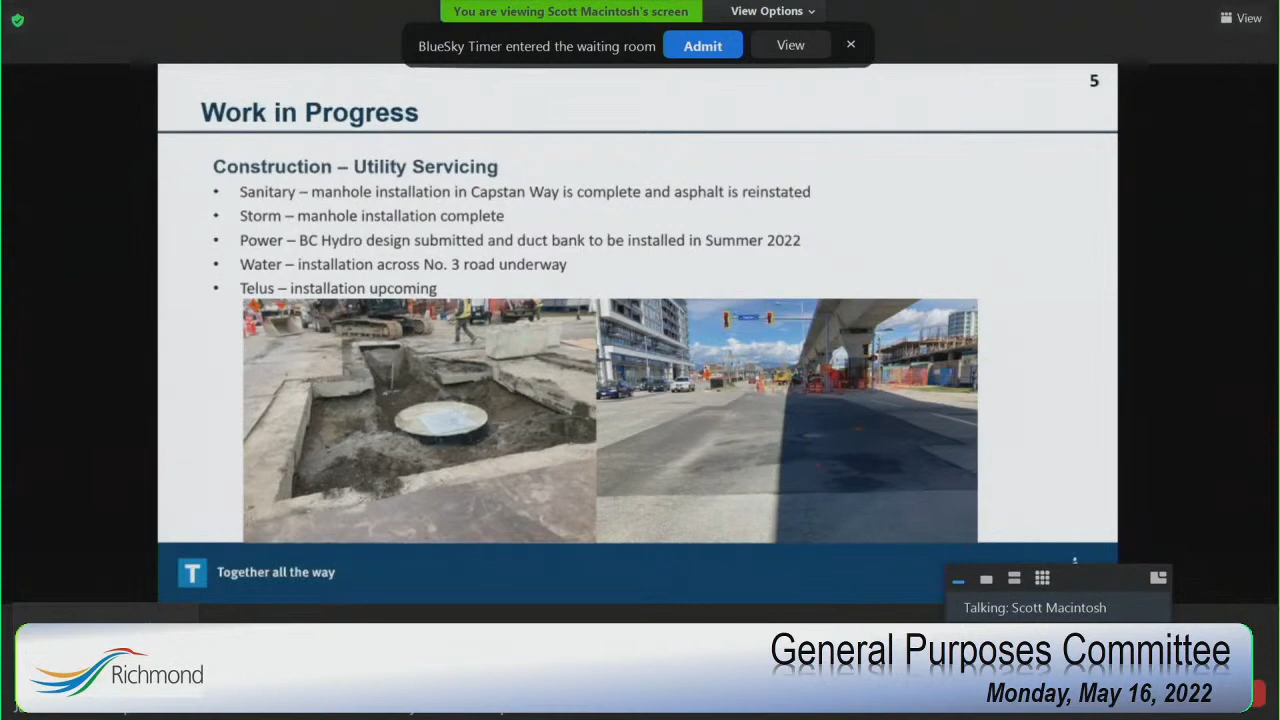 You are viewing Scott Macintosh's screen
View Options
View
BlueSky Timer entered the waiting room
Admit
View
5
Work in Progress
Construction – Utility Servicing
• Sanitary – manhole installation in Capstan Way is complete and asphalt is reinstated
• Storm – manhole installation complete
• Power – BC Hydro design submitted and duct bank to be installed in Summer 2022
• Water – installation across No. 3 road underway
• Telus – installation upcoming
T
Together all the way
Talking: Scott Macintosh
Richmond
General Purposes Committee
Monday, May 16, 2022